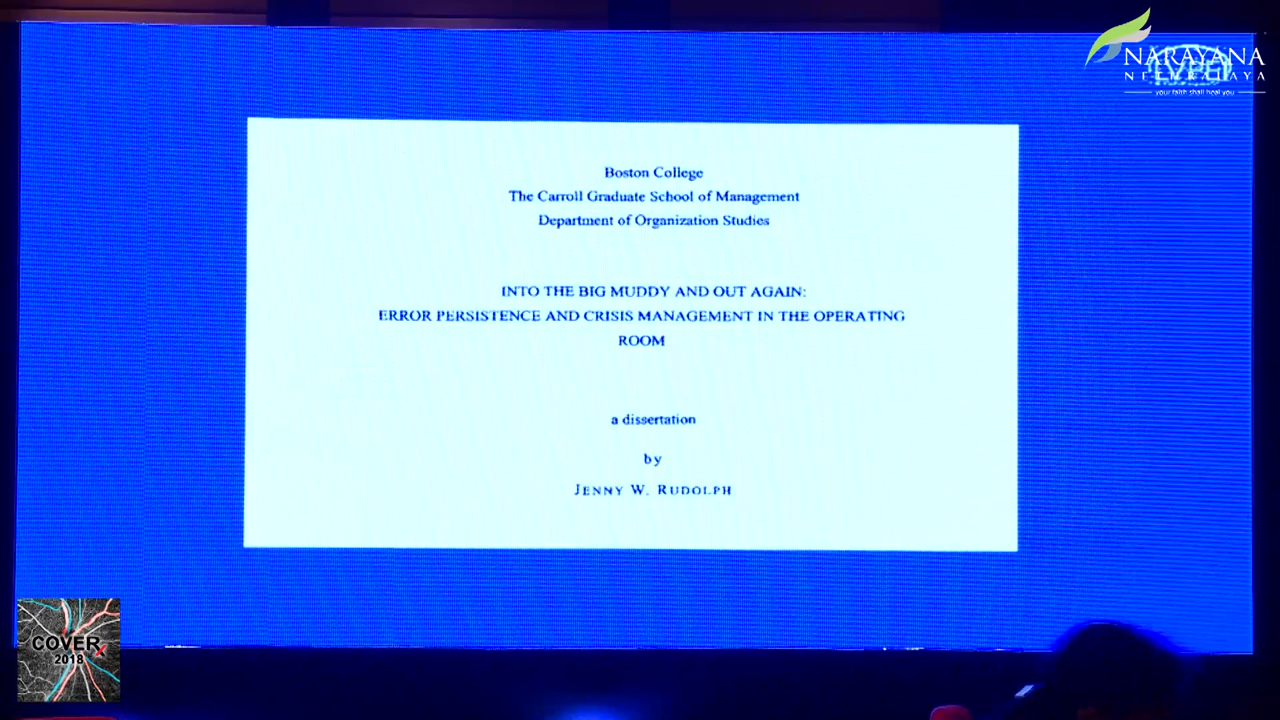 NARAYANA
NETHRALAYA
your faith shall heal you
Boston College
The Carroll Graduate School of Management
Department of Organization Studies
INTO THE BIG MUDDY AND OUT AGAIN:
ERROR PERSISTENCE AND CRISIS MANAGEMENT IN THE OPERATING
ROOM
a dissertation
by
JENNY W. RUDOLPH
COVER
2018